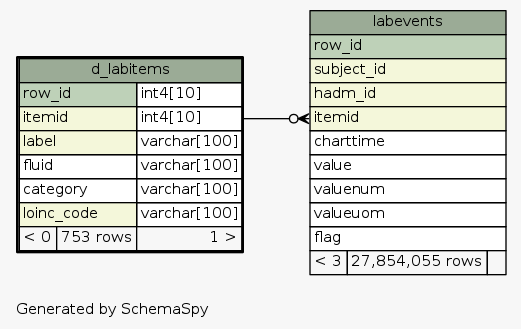 d_labitems
row_id int4[10]
itemid int4[10]
label varchar[100]
fluid varchar[100]
category varchar[100]
loinc_code varchar[100]
< 0 753 rows 1 >
labevents
row_id
subject_id
hadm_id
itemid
charttime
value
valuenum
valueuom
flag
< 3 27,854,055 rows
Generated by SchemaSpy